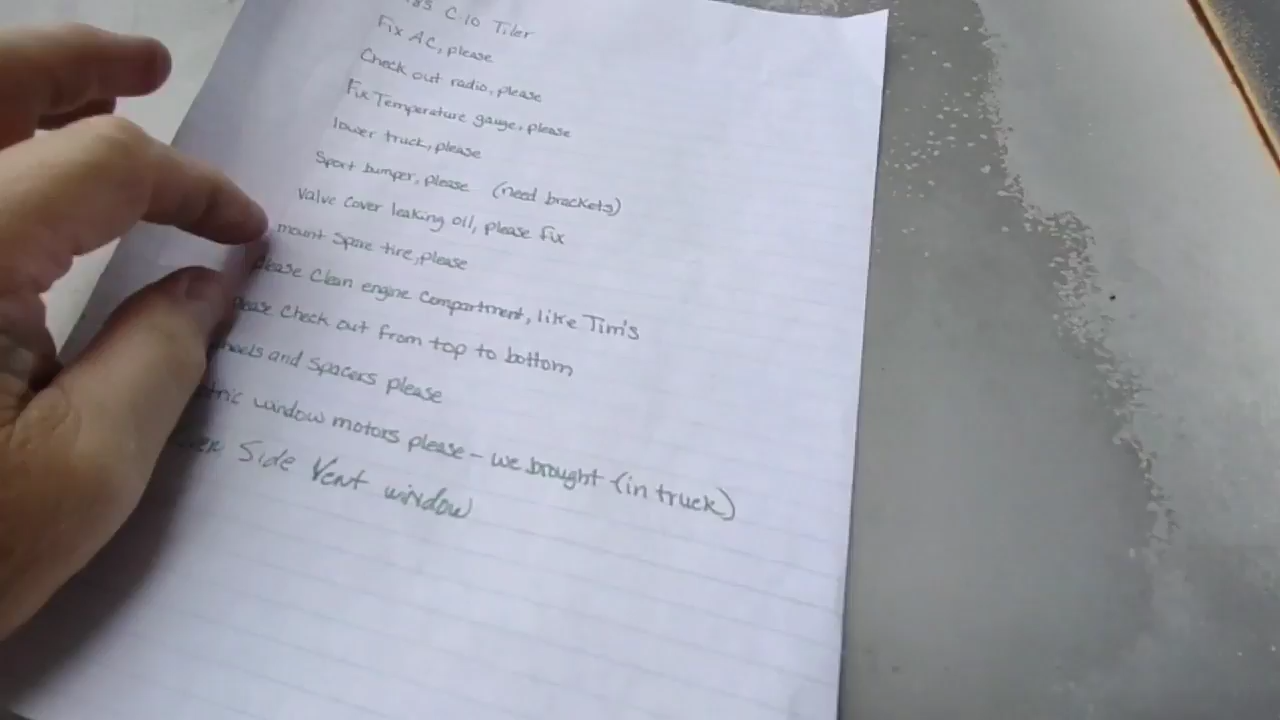 C10 Tiler
Fix AC, please
Check out radio, please
Fix Temperature gauge, please
lower truck, please
Sport bumper, please (need brackets)
Valve cover leaking oil, please fix
mount Spare tire, please
please Clean engine Compartment, like Tim's
please Check out from top to bottom
wheels and Spacers please
window motors please - we brought (in truck)
Side Vent window